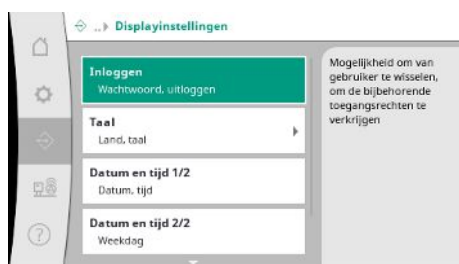 ..▸ Displayinstellingen
Inloggen
Wachtwoord, uitloggen
Taal
Land, taal
Datum en tijd 1/2
Datum, tijd
Datum en tijd 2/2
Weekdag
Mogelijkheid om van
gebruiker te wisselen,
om de bijbehorende
toegangsrechten te
verkrijgen
?